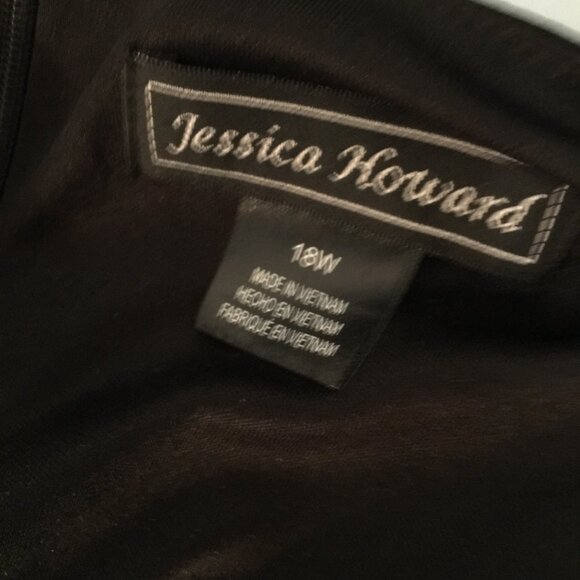 Jessica Howard
18W
MADE IN VIETNAM
HECHO EN VIETNAM
FABRIQUE EN VIETNAM